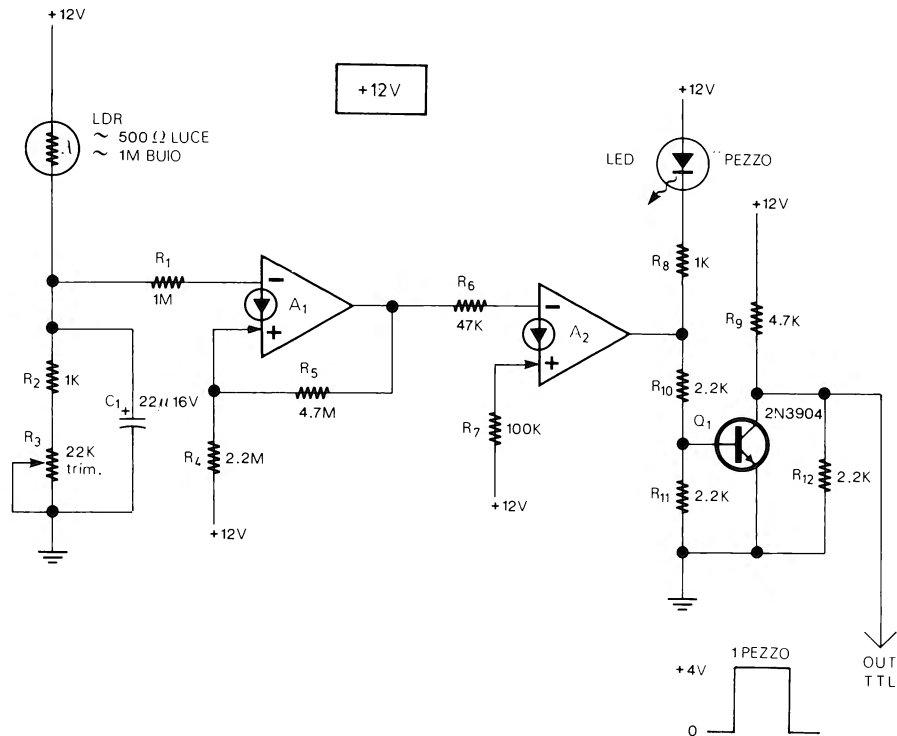 +12V
+12V
LDR
~ 500 Ω LUCE
~ 1M BUIO
+12V
LED
"PEZZO
+12V
R1
1M
A1
R8
1K
R6
47K
A2
R9
4.7K
R2
1K
C1
+
22µ 16V
R5
4.7M
R10
2.2K
2N3904
Q1
R3
22K
trim.
R4
2.2M
R7
100K
R11
2.2K
R12
2.2K
+12V
+12V
1 PEZZO
+4V
0
OUT
TTL